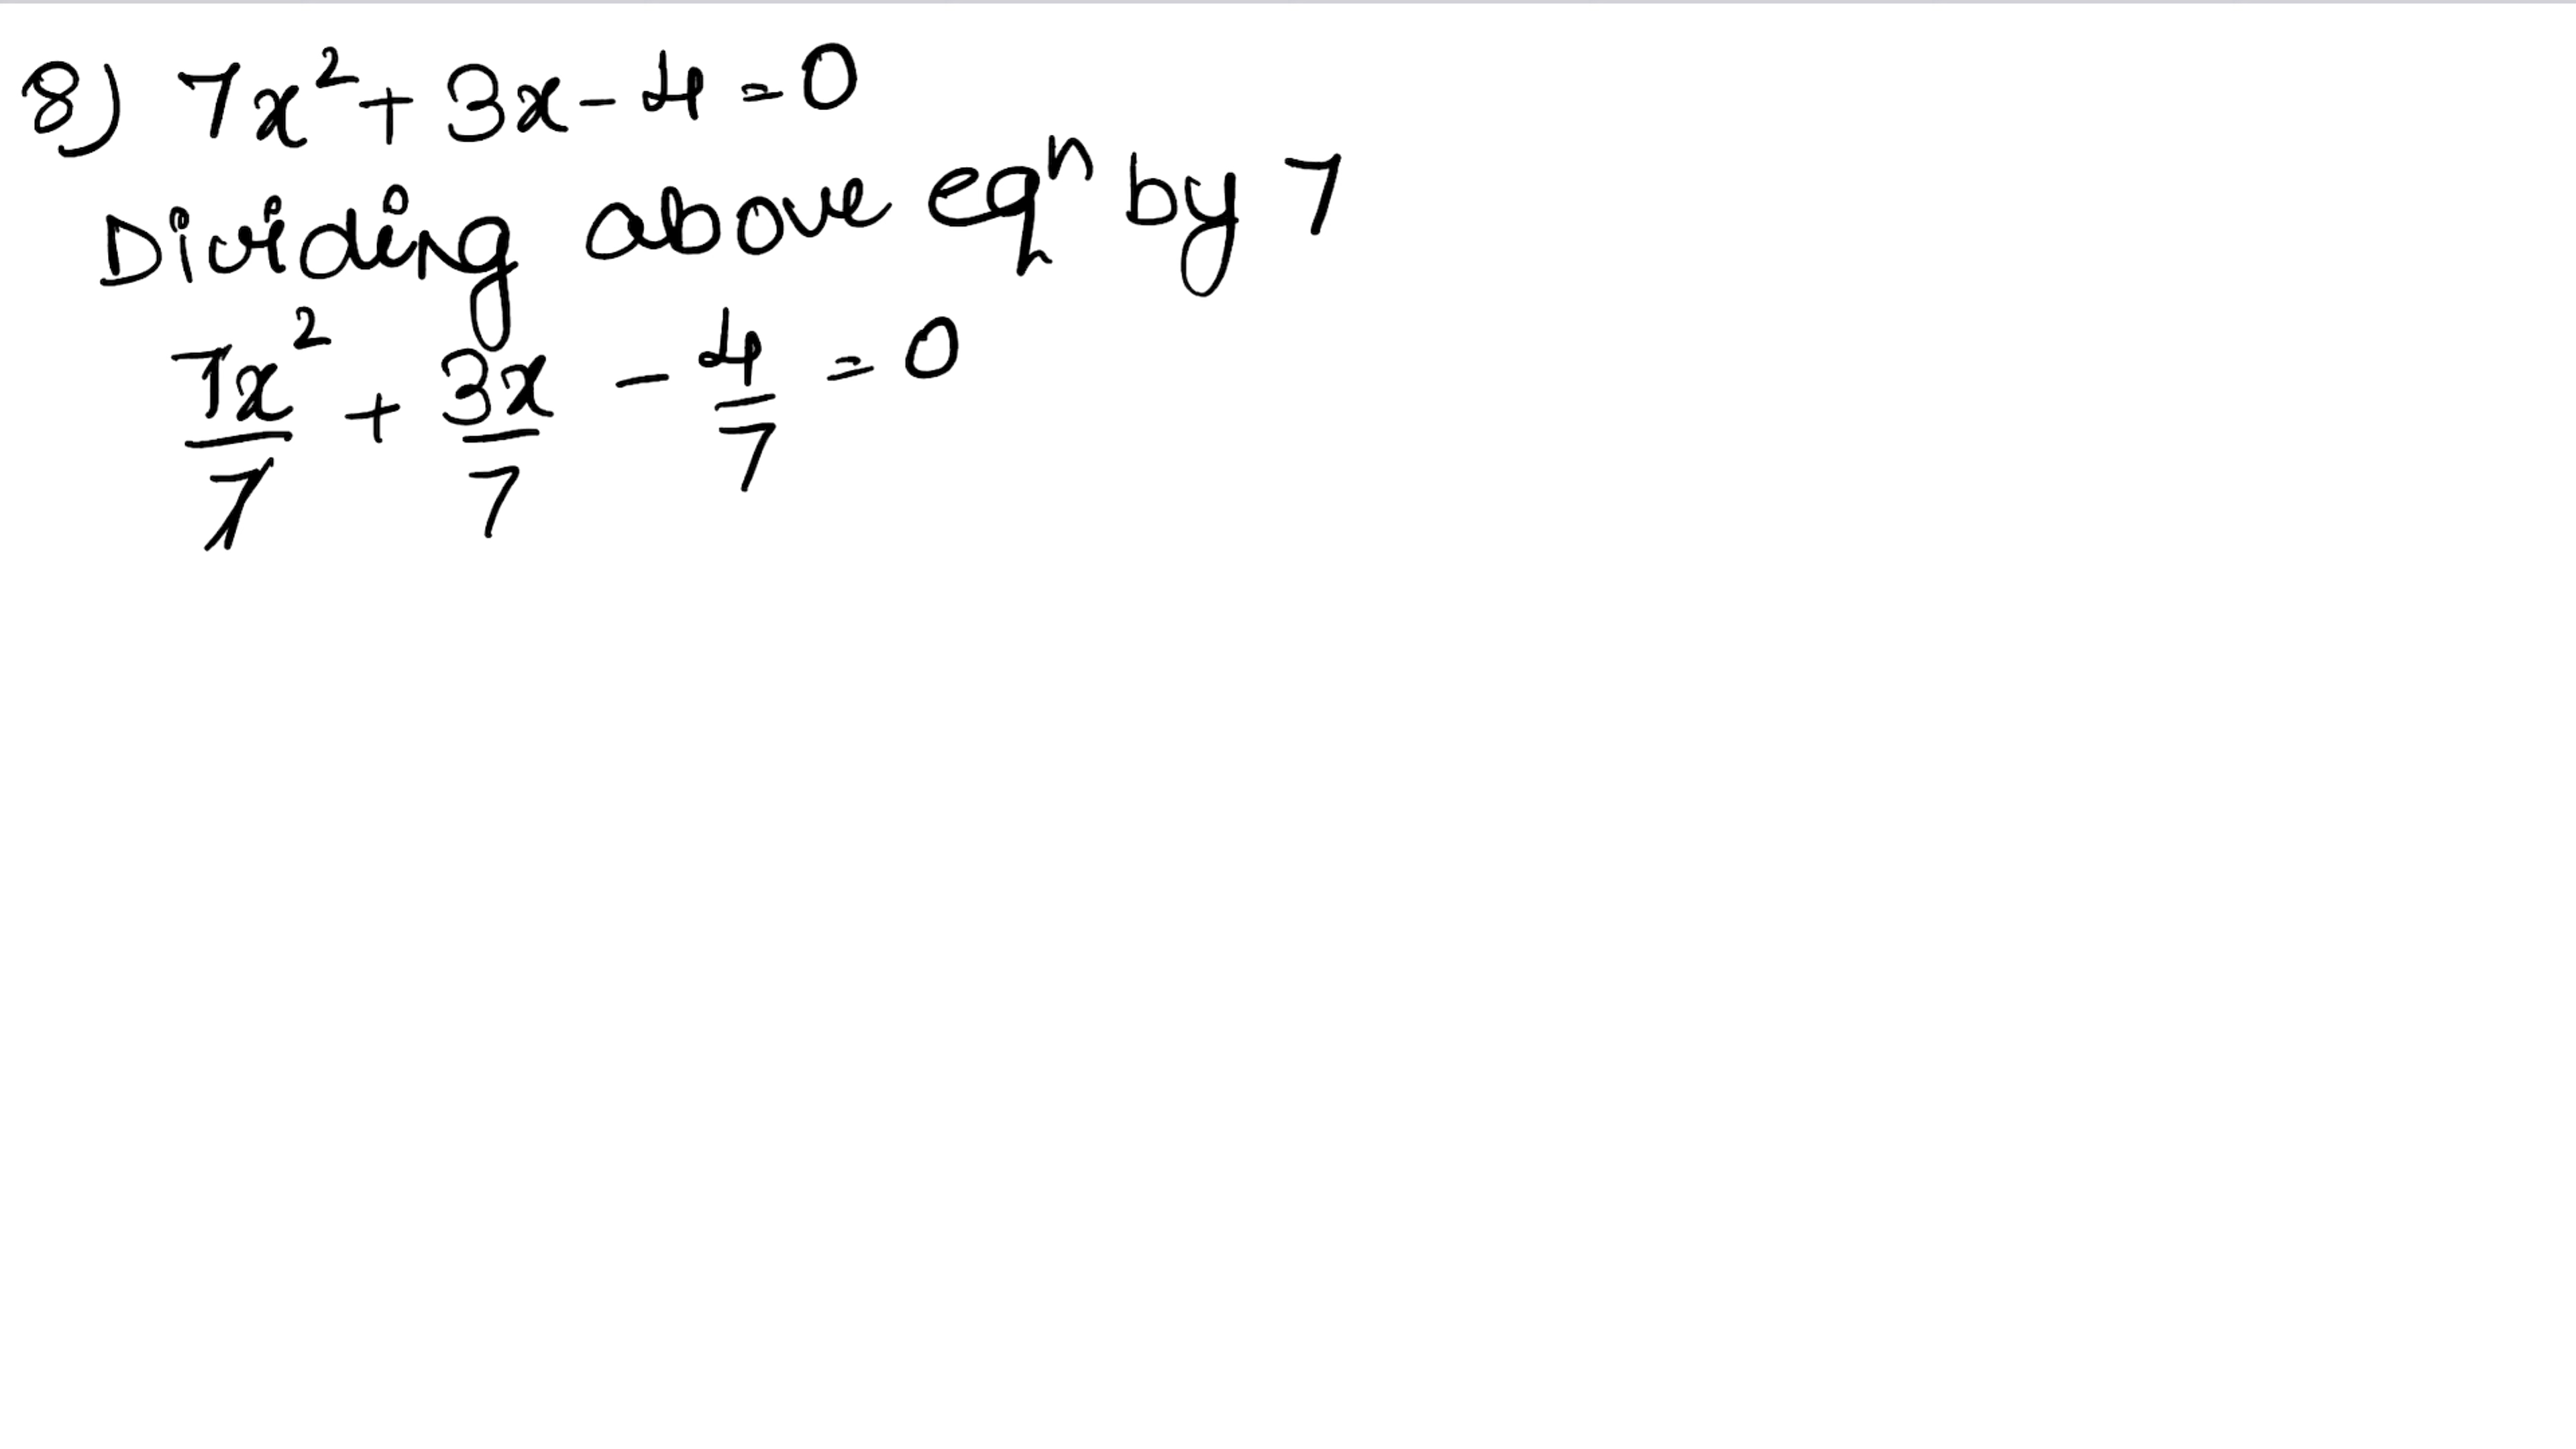 8) 7x² + 3x - 4 = 0
Dividing above eqⁿ by 7
7x²/7 + 3x/7 - 4/7 = 0